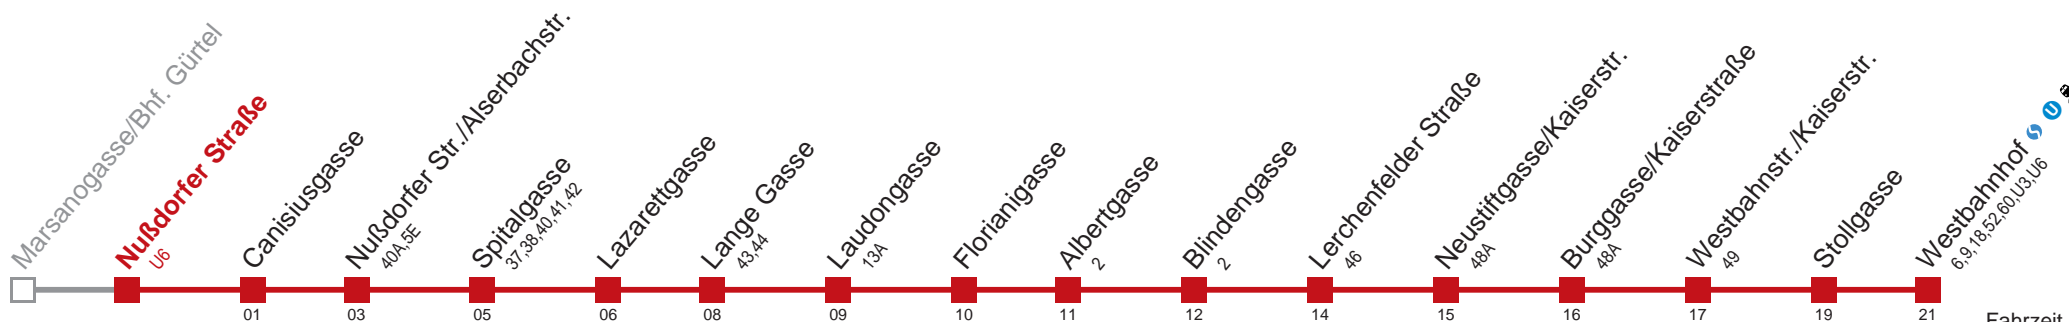 Marsanogasse/Bhf. Gürtel
Nußdorfer Straße
U6
Canisiusgasse
01
Nußdorfer Str./Alserbachstr.
40A,5E
03
Spitalgasse
37,38,40,41,42
05
Lazarettgasse
06
Lange Gasse
43,44
08
Laudongasse
13A
09
Florianigasse
10
Albertgasse
2
11
Blindengasse
2
12
Lerchenfelder Straße
46
14
Neustiftgasse/Kaiserstr.
48A
15
Burggasse/Kaiserstraße
48A
16
Westbahnstr./Kaiserstr.
49
17
Stollgasse
19
Westbahnhof S U
6,9,18,52,60,U3,U6
21
Fahrzeit